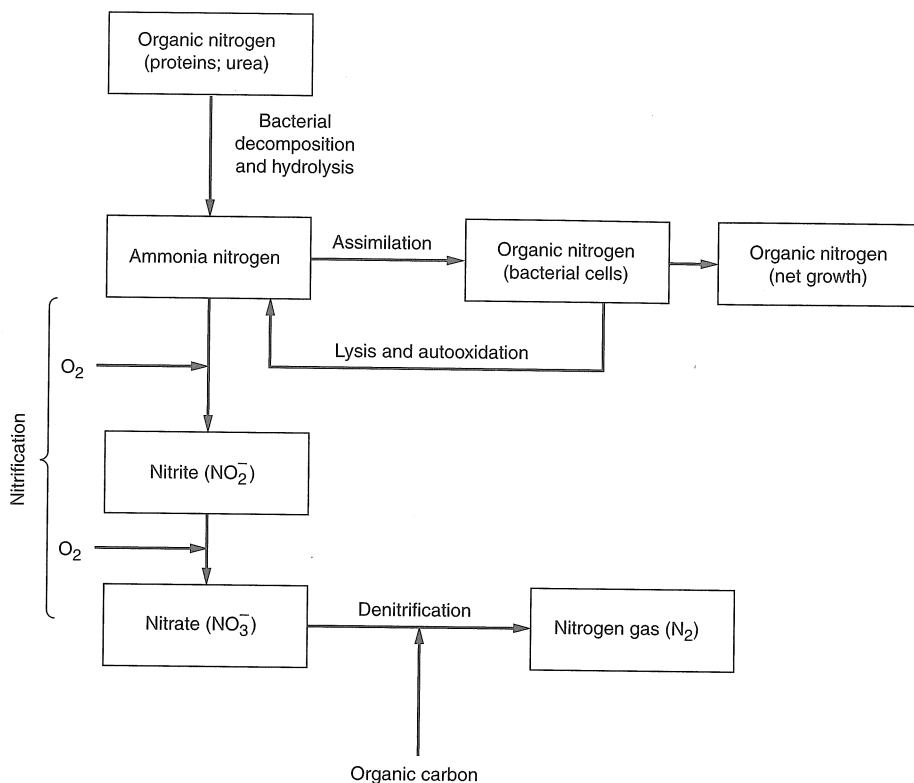 Organic nitrogen
(proteins; urea)
Bacterial
decomposition
and hydrolysis
Ammonia nitrogen
Assimilation
Organic nitrogen
(bacterial cells)
Organic nitrogen
(net growth)
Lysis and autooxidation
O₂
Nitrification
Nitrite (NO₂⁻)
O₂
Nitrate (NO₃⁻)
Denitrification
Nitrogen gas (N₂)
Organic carbon